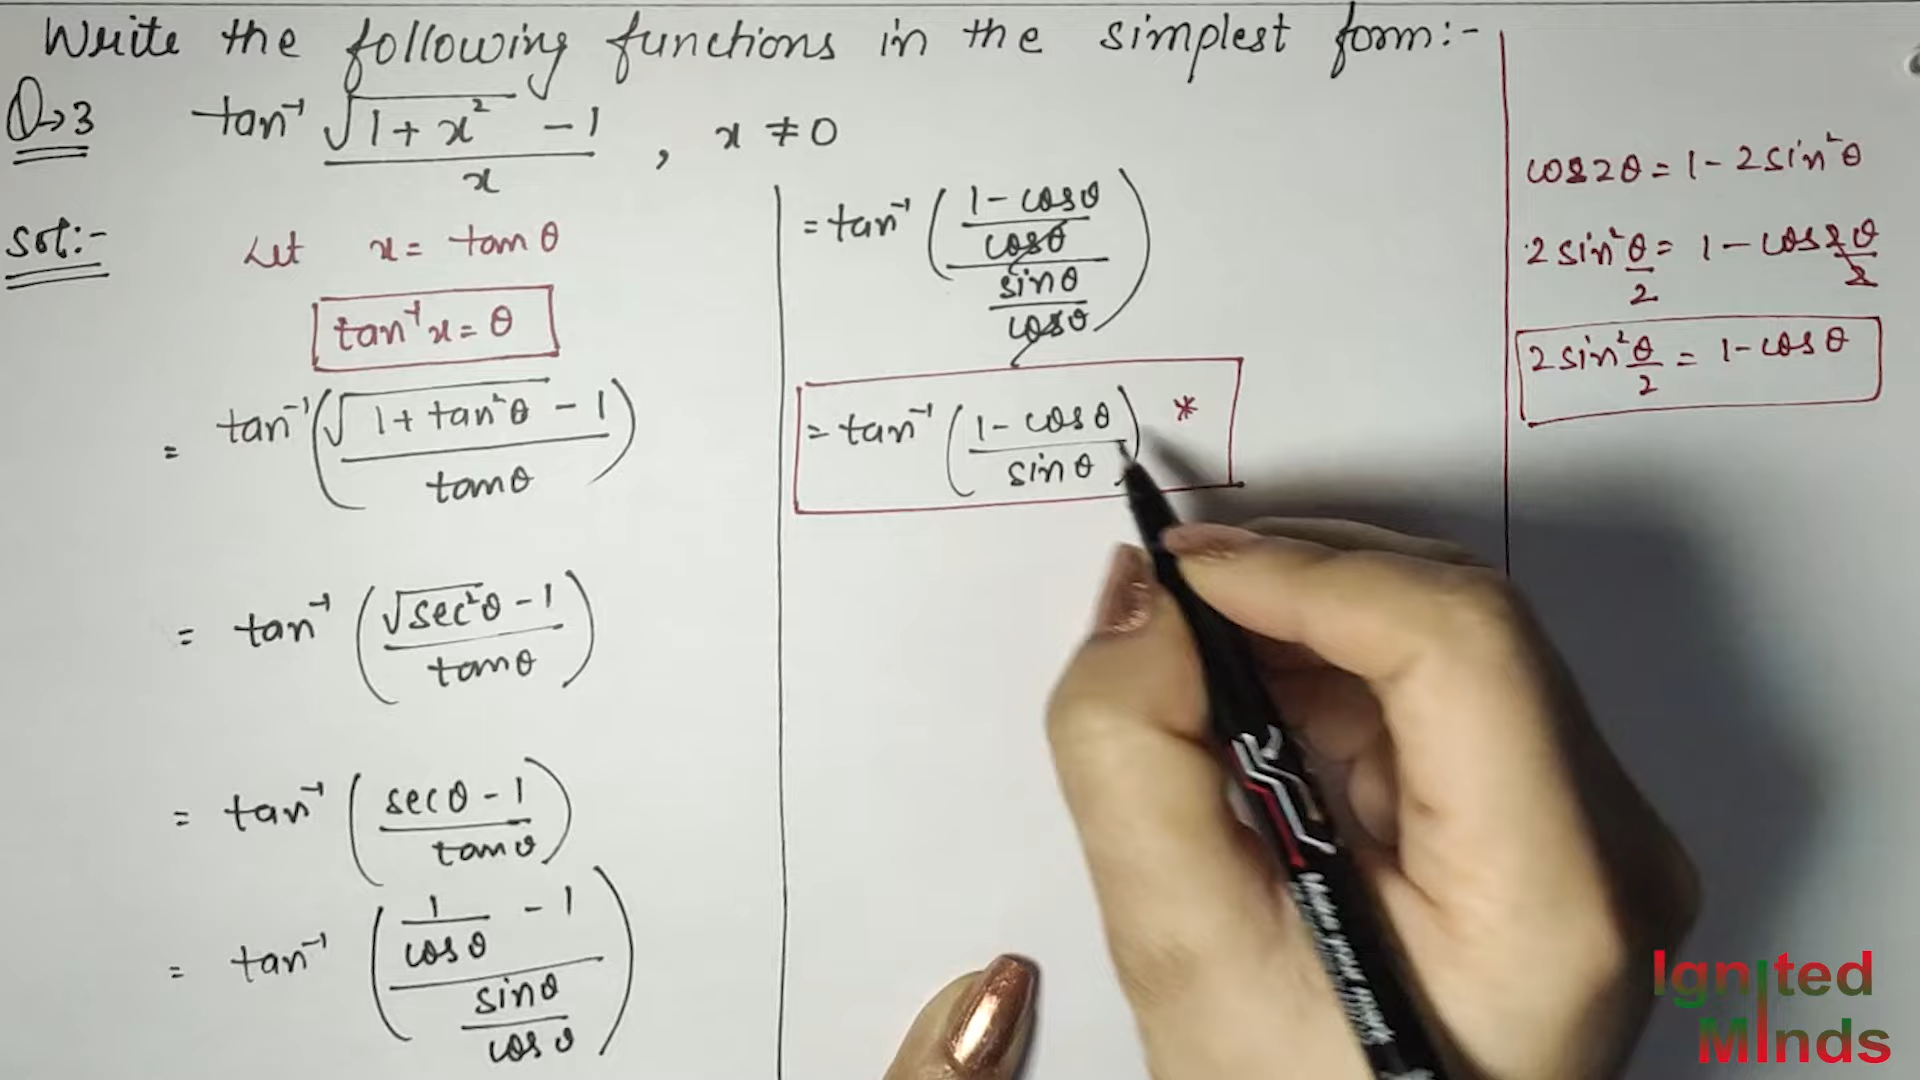 Write the following functions in the simplest form:-
Q→3 tan⁻¹ (√(1+x²) - 1)/x , x ≠ 0
Sol:- Let x = tanθ
tan⁻¹x = θ
= tan⁻¹((√(1+tan²θ) - 1)/tanθ)
= tan⁻¹((√sec²θ - 1)/tanθ)
= tan⁻¹((secθ - 1)/tanθ)
= tan⁻¹((1/cosθ - 1)/(sinθ/cosθ))
= tan⁻¹(((1 - cosθ)/cosθ)/(sinθ/cosθ))
= tan⁻¹((1 - cosθ)/sinθ) *
cos2θ = 1 - 2sin²θ
2sin²θ/2 = 1 - cos2θ/2
2sin²θ/2 = 1 - cosθ
Ignited
Minds